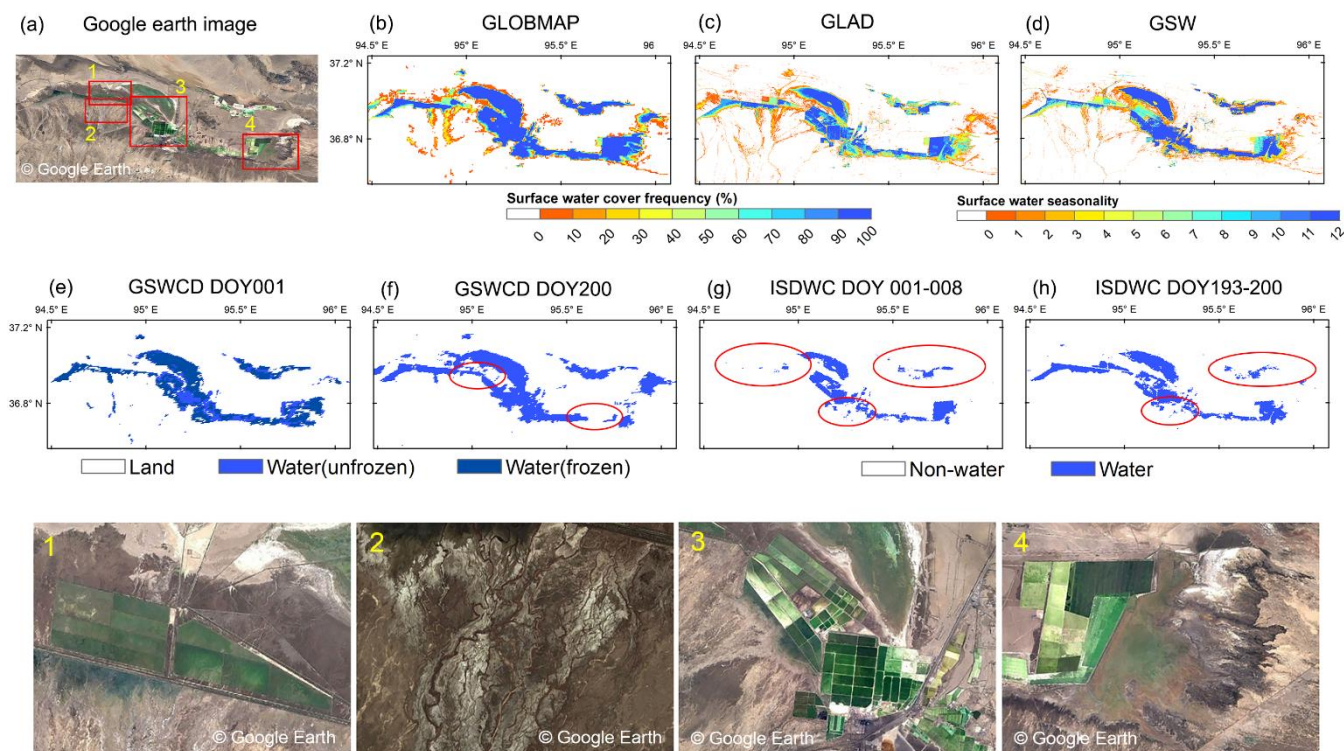 (a) Google earth image
(b) GLOBMAP
(c) GLAD
(d) GSW
94.5° E 95° E 95.5° E 96° E
94.5° E 95° E 95.5° E 96° E
94.5° E 95° E 95.5° E 96° E
37.2° N
36.8° N
1
2
3
4
© Google Earth
Surface water cover frequency (%)
0 10 20 30 40 50 60 70 80 90 100
Surface water seasonality
0 1 2 3 4 5 6 7 8 9 10 11 12
(e) GSWCD DOY001
(f) GSWCD DOY200
(g) ISDWC DOY 001-008
(h) ISDWC DOY193-200
94.5° E 95° E 95.5° E 96° E
94.5° E 95° E 95.5° E 96° E
94.5° E 95° E 95.5° E 96° E
94.5° E 95° E 95.5° E 96° E
37.2° N
36.8° N
Land Water(unfrozen) Water(frozen)
Non-water Water
1
2
3
4
© Google Earth
© Google Earth
© Google Earth
© Google Earth